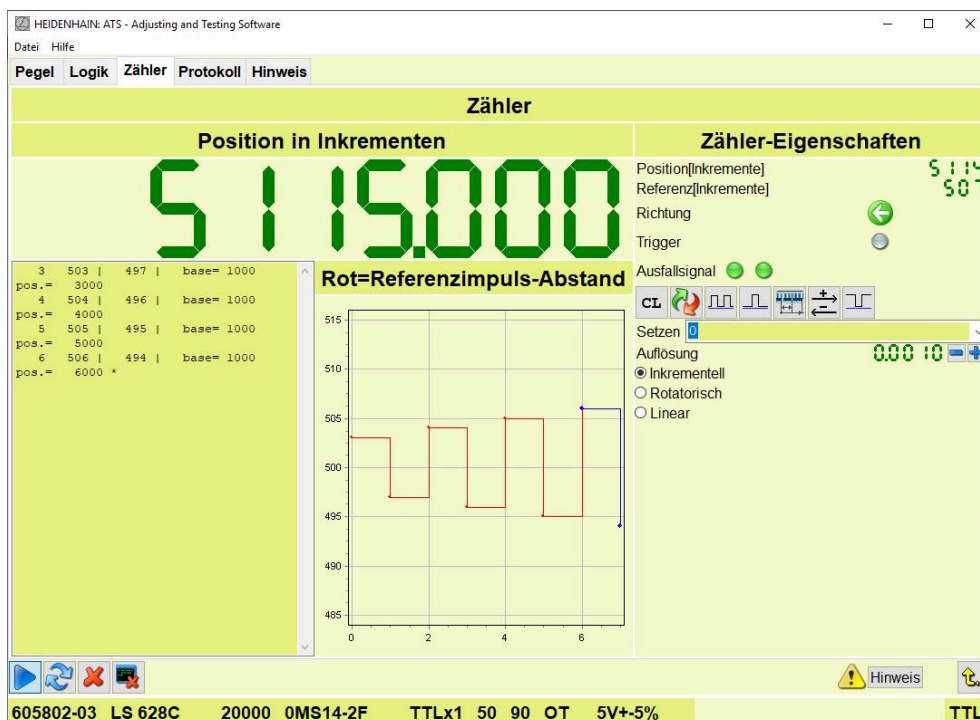 HEIDENHAIN: ATS - Adjusting and Testing Software
Datei Hilfe
Pegel Logik Zähler Protokoll Hinweis
Zähler
Position in Inkrementen
5115.000
3 503 | 497 | base= 1000
pos.= 3000
4 504 | 496 | base= 1000
pos.= 4000
5 505 | 495 | base= 1000
pos.= 5000
6 506 | 494 | base= 1000
pos.= 6000 *
Rot=Referenzimpuls-Abstand
515
510
505
500
495
490
485
0 2 4 6
Zähler-Eigenschaften
Position[Inkremente]
Referenz[Inkremente]
Richtung
Trigger
Ausfallsignal
CL
Setzen 0
Auflösung 0.0010
Inkrementell
Rotatorisch
Linear
Hinweis
605802-03 LS 628C 20000 0MS14-2F TTLx1 50 90 OT 5V+-5% TTL